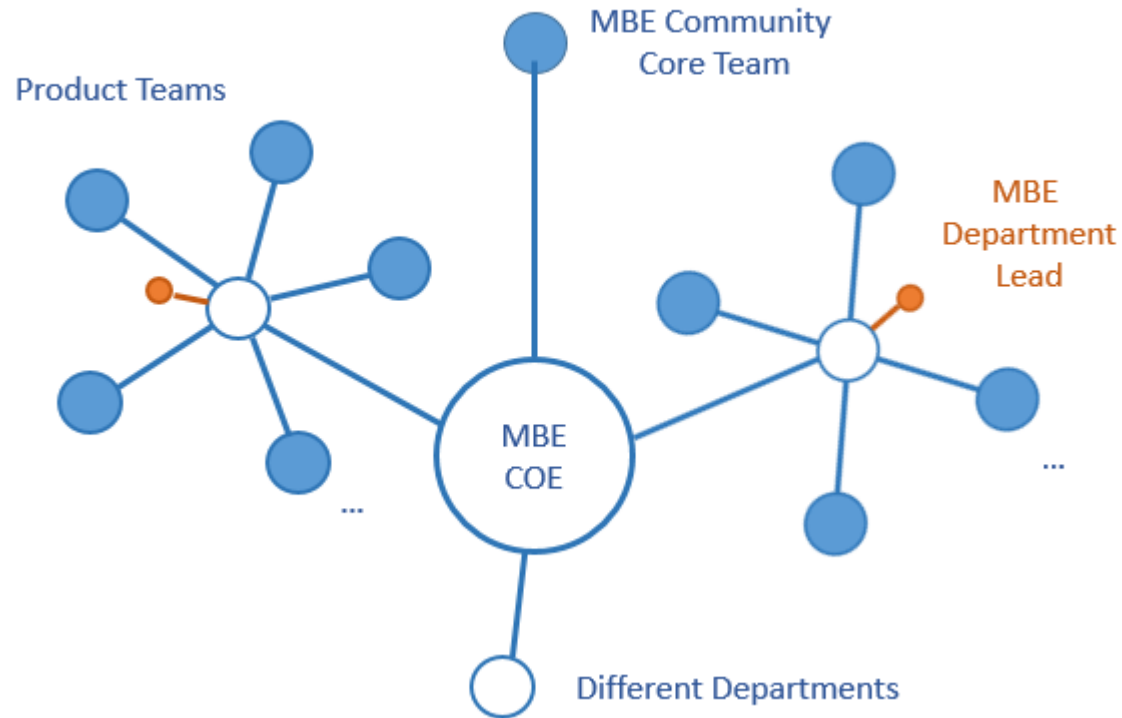 MBE Community
Core Team
Product Teams
MBE
Department
Lead
MBE
COE
...
...
Different Departments